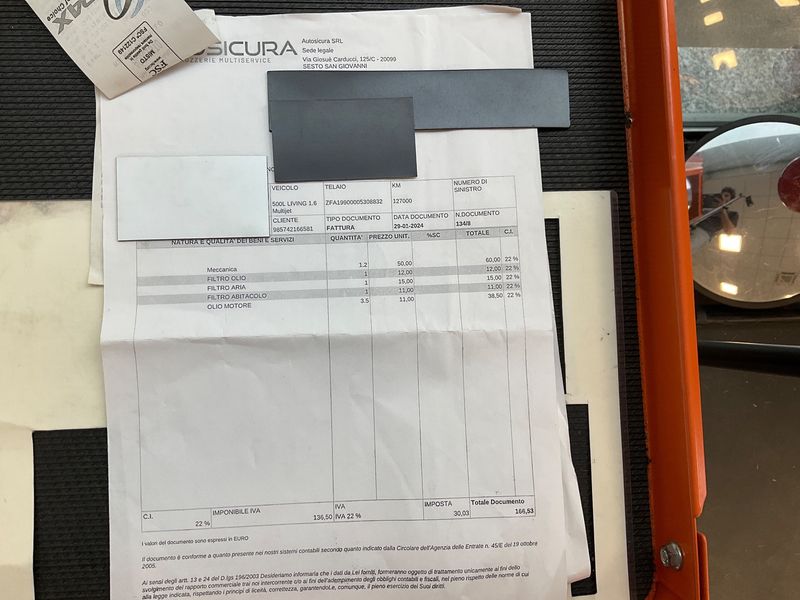 FSC® C122149
MISTO
FSC
OSICURA
ROZZERIE MULTISERVICE
Autosicura SRL
Sede legale
Via Giosuè Carducci, 125/C - 20099
SESTO SAN GIOVANNI
VEICOLO TELAIO KM NUMERO DI SINISTRO
500L LIVING 1.6 Multijet ZFA19900005308832 127000
CLIENTE TIPO DOCUMENTO DATA DOCUMENTO N.DOCUMENTO
985742166581 FATTURA 29-01-2024 134/8
NATURA E QUALITA' DEI BENI E SERVIZI QUANTITA' PREZZO UNIT. %SC TOTALE C.I.
Meccanica 1.2 50,00 60,00 22 %
FILTRO OLIO 1 12,00 12,00 22 %
FILTRO ARIA 1 15,00 15,00 22 %
FILTRO ABITACOLO 1 11,00 11,00 22 %
OLIO MOTORE 3.5 11,00 38,50 22 %
C.I. IMPONIBILE IVA IVA IMPOSTA Totale Documento
22 % 136,50 IVA 22 % 30,03 166,53
I valori del documento sono espressi in EURO
Il documento è conforme a quanto presente nei nostri sistemi contabili secondo quanto indicato dalla Circolare dell'Agenzia delle Entrate n. 45/E del 19 ottobre
2005.
Ai sensi degli artt. 13 e 24 del D.lgs 196/2003 Desideriamo informarla che i dati da Lei forniti, formeranno oggetto di trattamento unicamente al fine dello
svolgimento del rapporto commerciale tra noi intercorrente c/o ai fini dell'adempimento degli obblighi contabili e fiscali, nel pieno rispetto delle norme di cui
alla legge indicata, rispettando i principi di liceità, correttezza, garantendoLe, comunque, il pieno esercizio dei Suoi diritti.